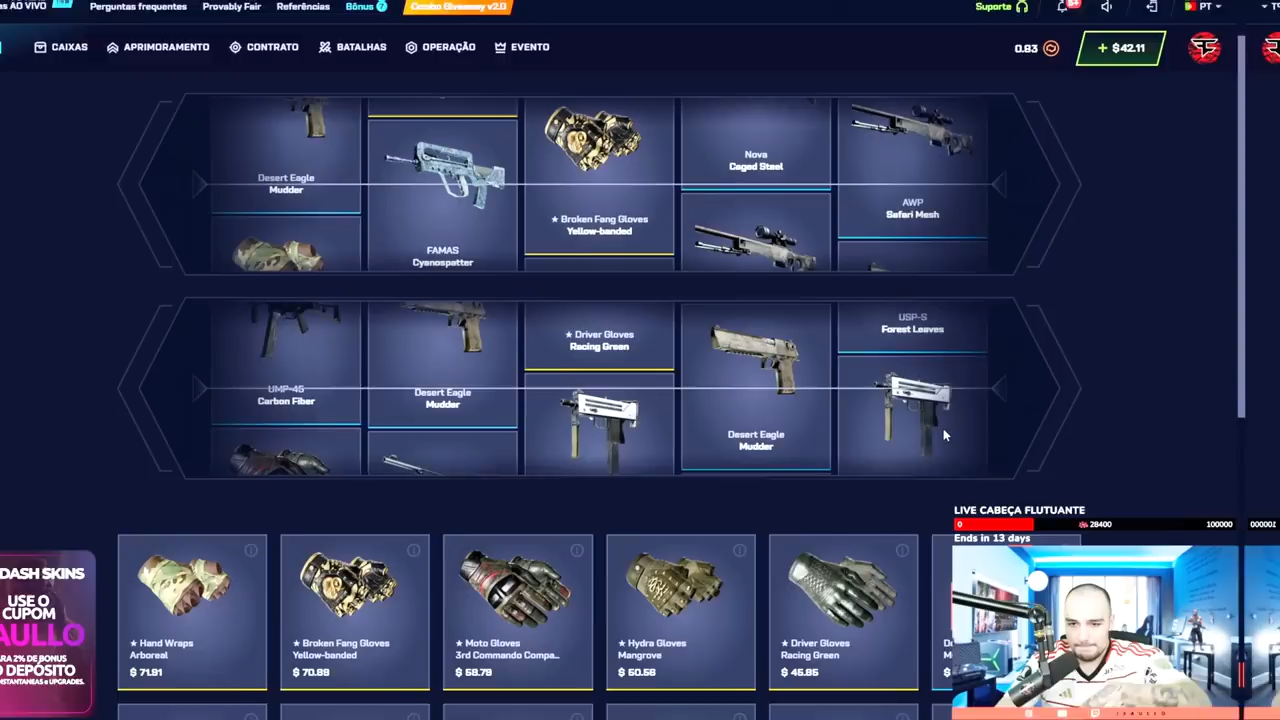 AO VIVO
Perguntas frequentes
Provably Fair
Referências
Bônus
Combo Giveaway v2.0
Suporte
PT
CAIXAS
APRIMORAMENTO
CONTRATO
BATALHAS
OPERAÇÃO
EVENTO
0.83
+ $42.11
Desert Eagle
Mudder
FAMAS
Cyanospatter
★ Broken Fang Gloves
Yellow-banded
Nova
Caged Steel
AWP
Safari Mesh
UMP-45
Carbon Fiber
Desert Eagle
Mudder
★ Driver Gloves
Racing Green
Desert Eagle
Mudder
USP-S
Forest Leaves
LIVE CABEÇA FLUTUANTE
0
28400
100000
Ends in 13 days
DASH SKINS
USE O
CUPOM
AULLO
2% DE BONUS
DEPÓSITO
INSTANTANEAS e UPGRADES.
★ Hand Wraps
Arboreal
$ 71.91
★ Broken Fang Gloves
Yellow-banded
$ 70.89
★ Moto Gloves
3rd Commando Compa...
$ 58.79
★ Hydra Gloves
Mangrove
$ 50.58
★ Driver Gloves
Racing Green
$ 45.85